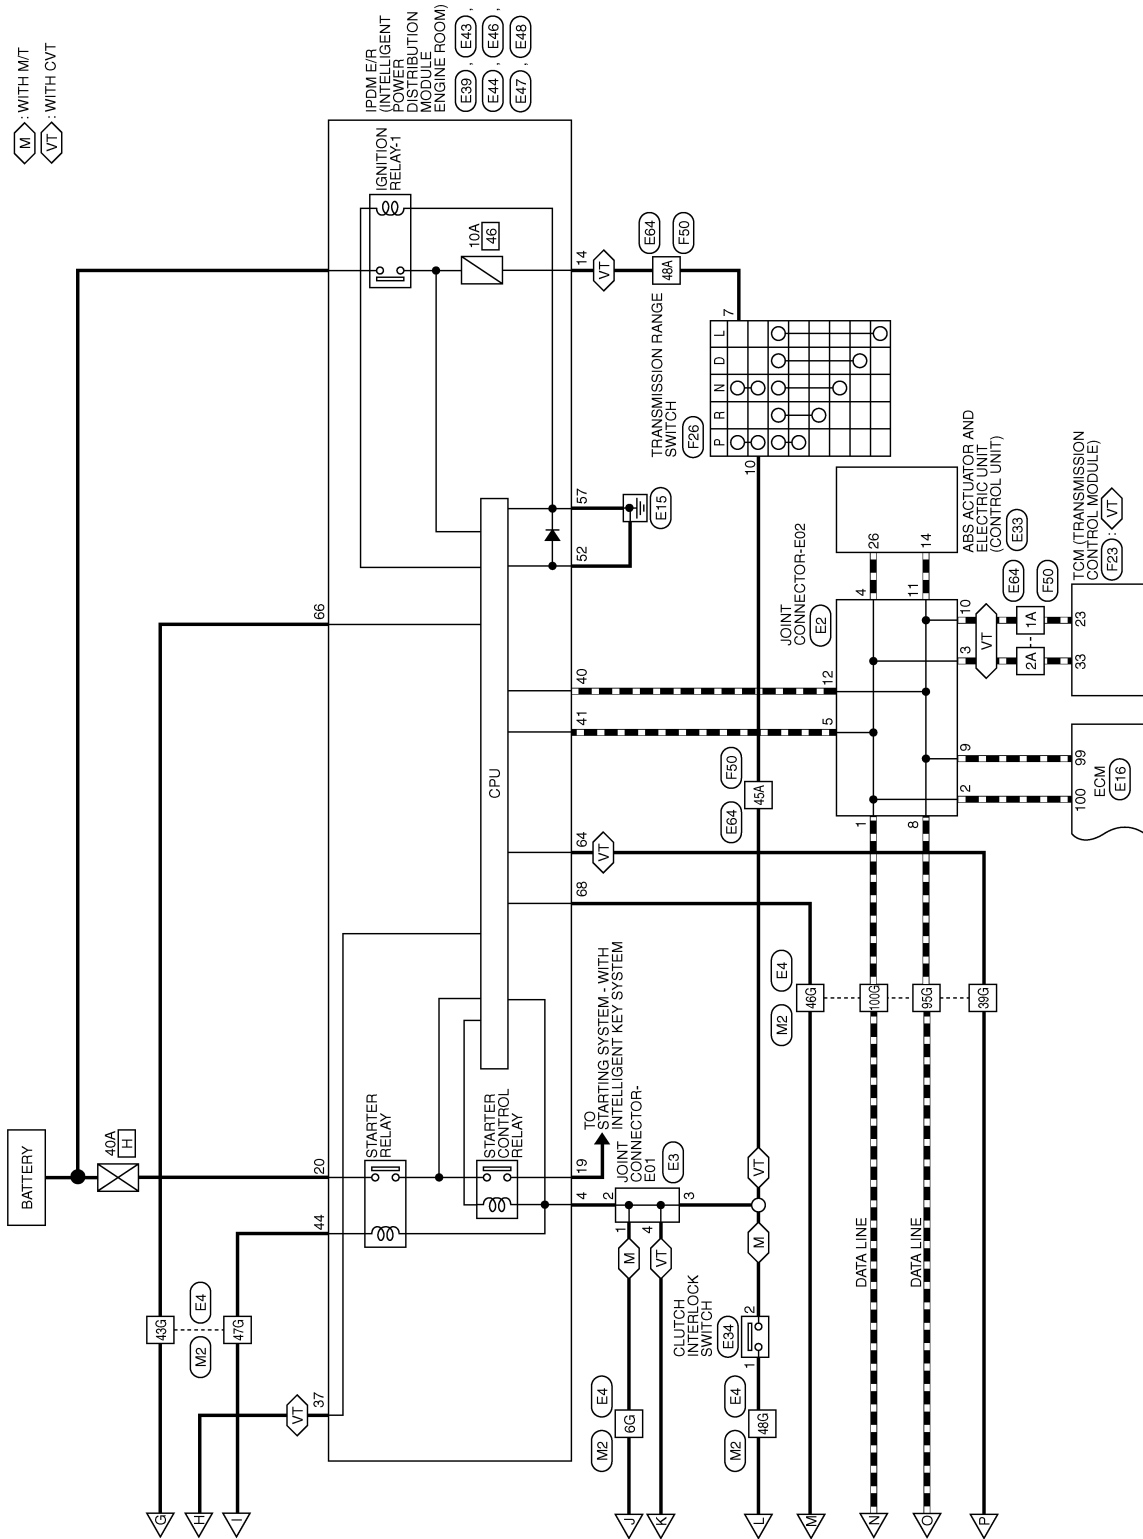 M : WITH M/T
VT : WITH CVT
IPDM E/R
(INTELLIGENT
POWER
DISTRIBUTION
MODULE
ENGINE ROOM)
E39 , E43 ,
E44 , E46 ,
E47 , E48
BATTERY
40A
H
IGNITION
RELAY-1
10A
46
20
44
66
43G
M2
E4
47G
37
VT
G
H
I
STARTER
RELAY
STARTER
CONTROL
RELAY
CPU
4
19
68
64
41
40
52
57
14
TO
STARTING SYSTEM - WITH
INTELLIGENT KEY SYSTEM
VT
VT
E15
48A
E64
F50
TRANSMISSION RANGE
SWITCH
F26
7
10
P R N D L
JOINT
CONNECTOR-
E01
E3
1
2
3
4
M
VT
M
VT
6G
M2
E4
J
K
CLUTCH
INTERLOCK
SWITCH
E34
1
2
48G
M2
E4
L
45A
E64
F50
46G
M2
E4
100G
95G
39G
M
N
O
P
DATA LINE
DATA LINE
JOINT
CONNECTOR-E02
E2
1
8
5
12
4
11
2
9
3
10
26
14
ABS ACTUATOR AND
ELECTRIC UNIT
(CONTROL UNIT)
E33
VT
2A
1A
E64
F50
33
23
TCM (TRANSMISSION
CONTROL MODULE)
F23 : VT
100
99
ECM
E16